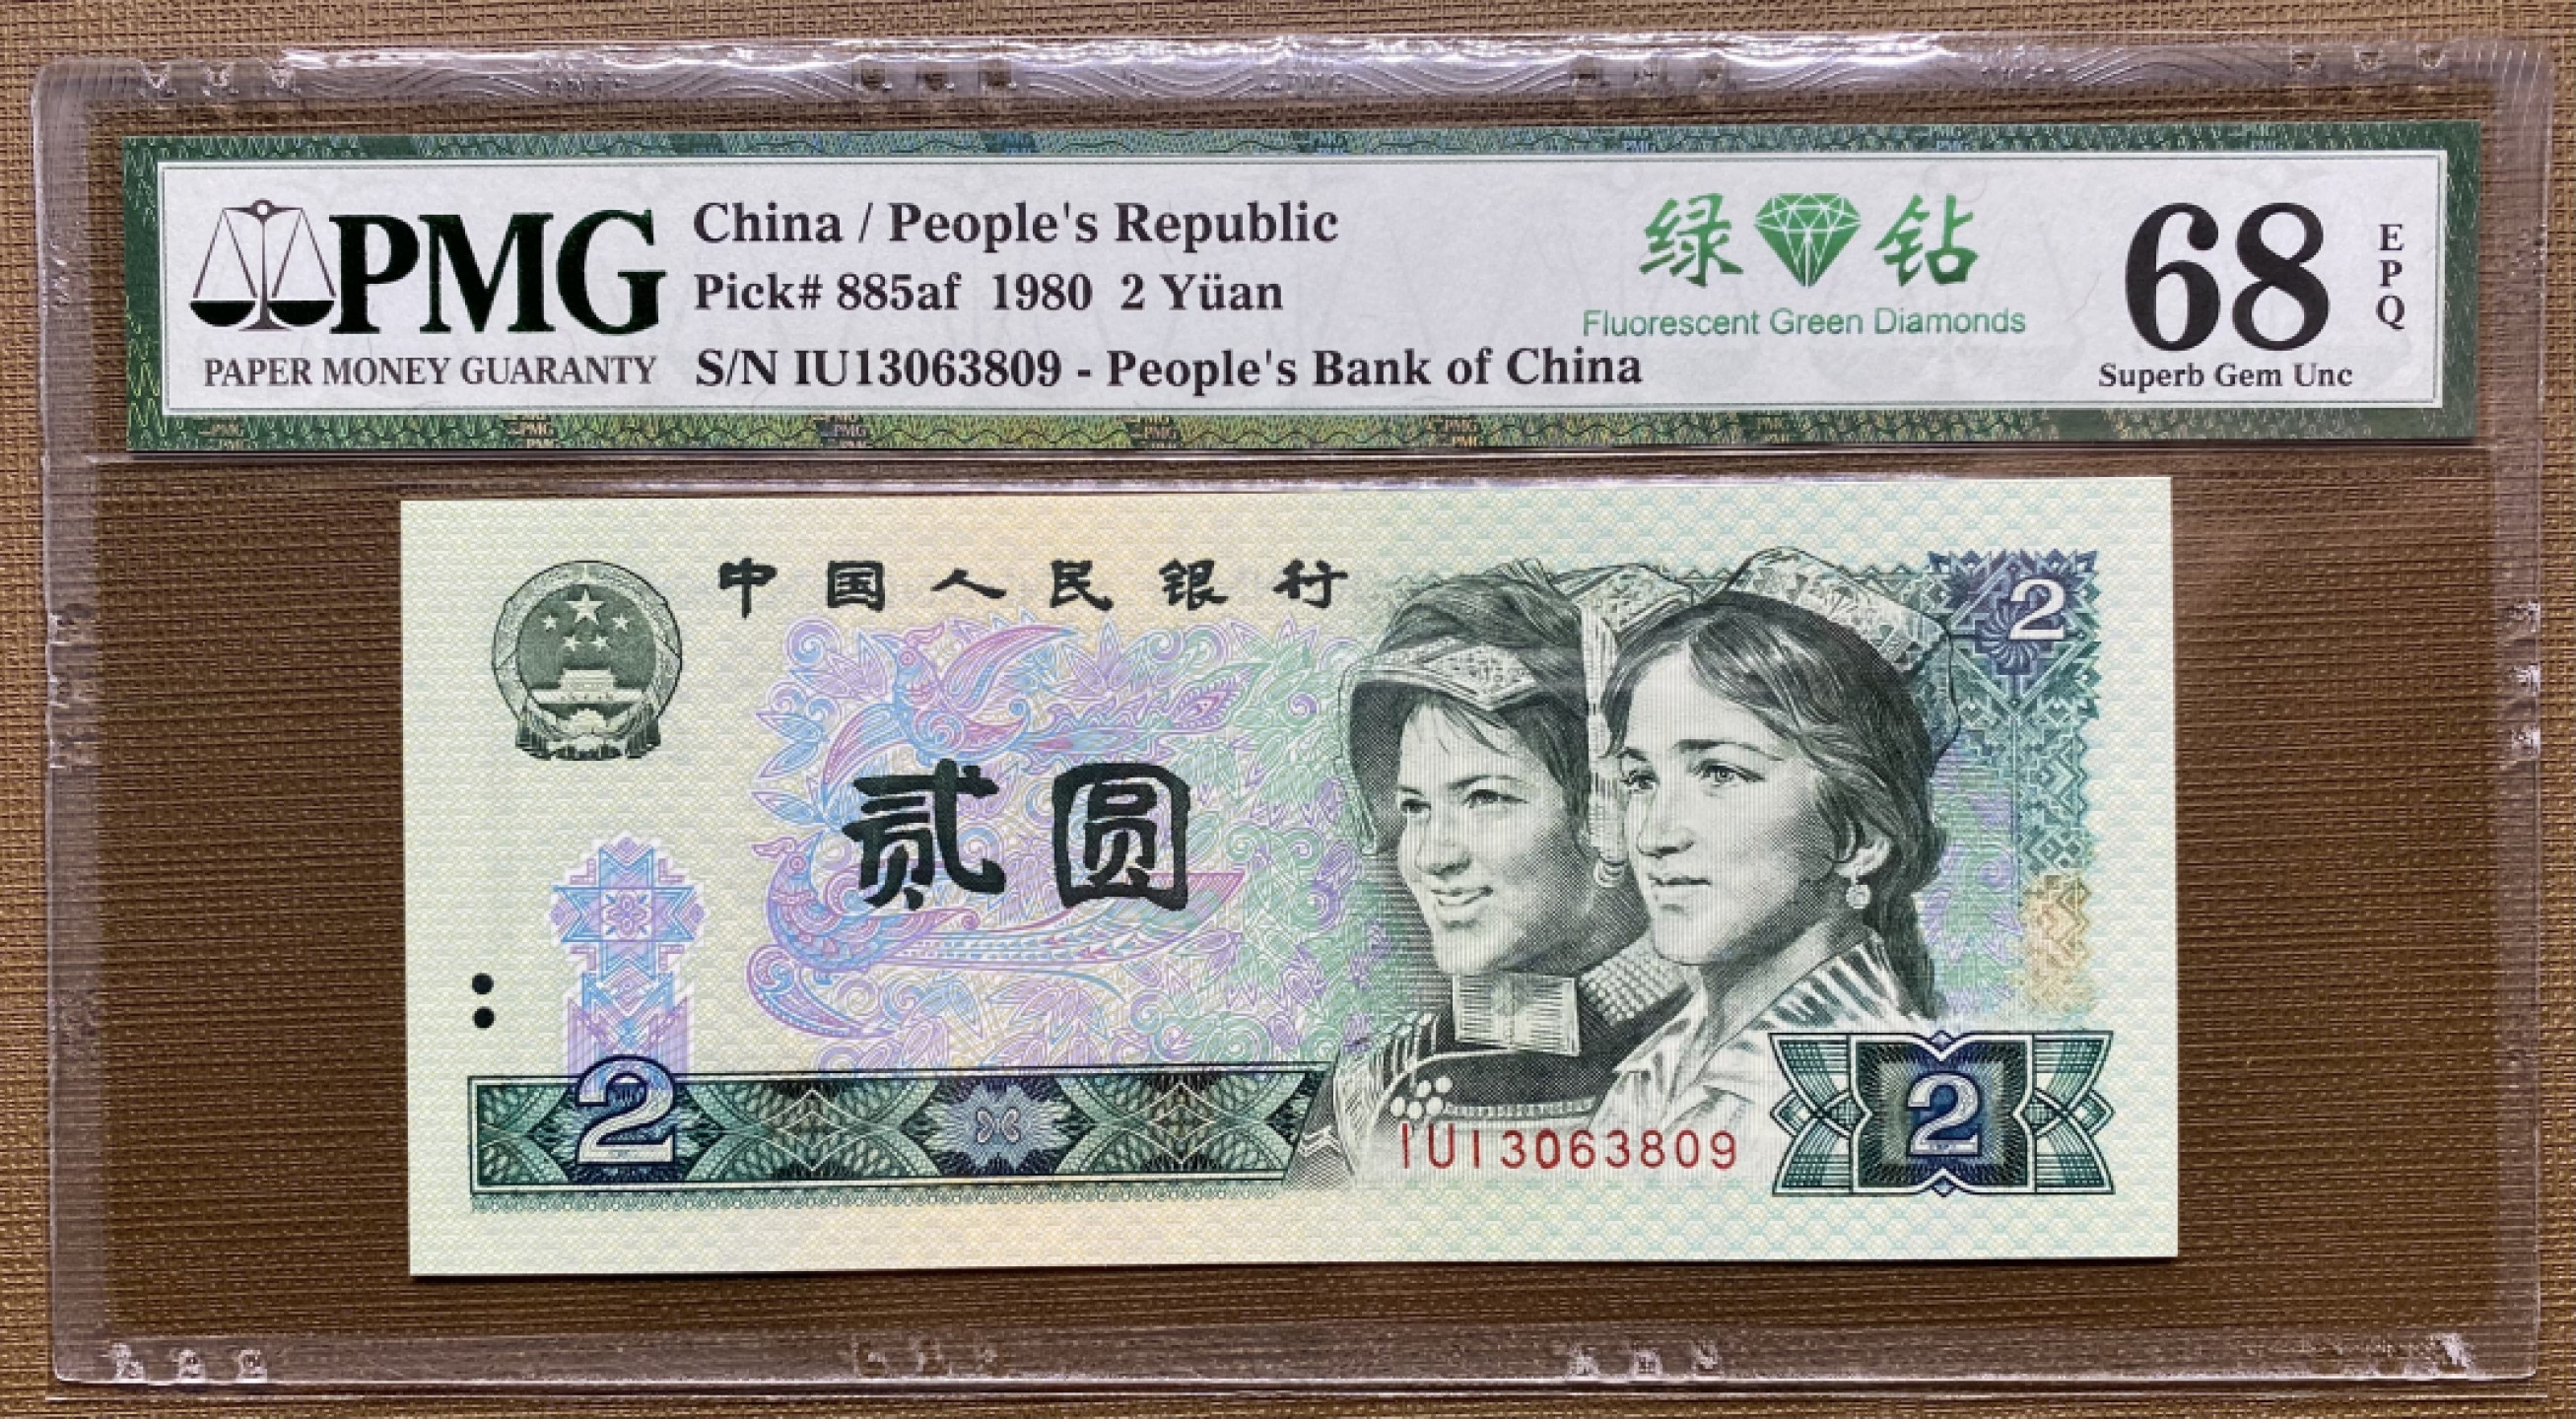 PMG
PAPER MONEY GUARANTY
China / People's Republic
Pick# 885af 1980 2 Yüan
S/N IU13063809 - People's Bank of China
绿钻
Fluorescent Green Diamonds
68
EPQ
Superb Gem Unc
中国人民银行
2
贰圆
2
IU13063809
2